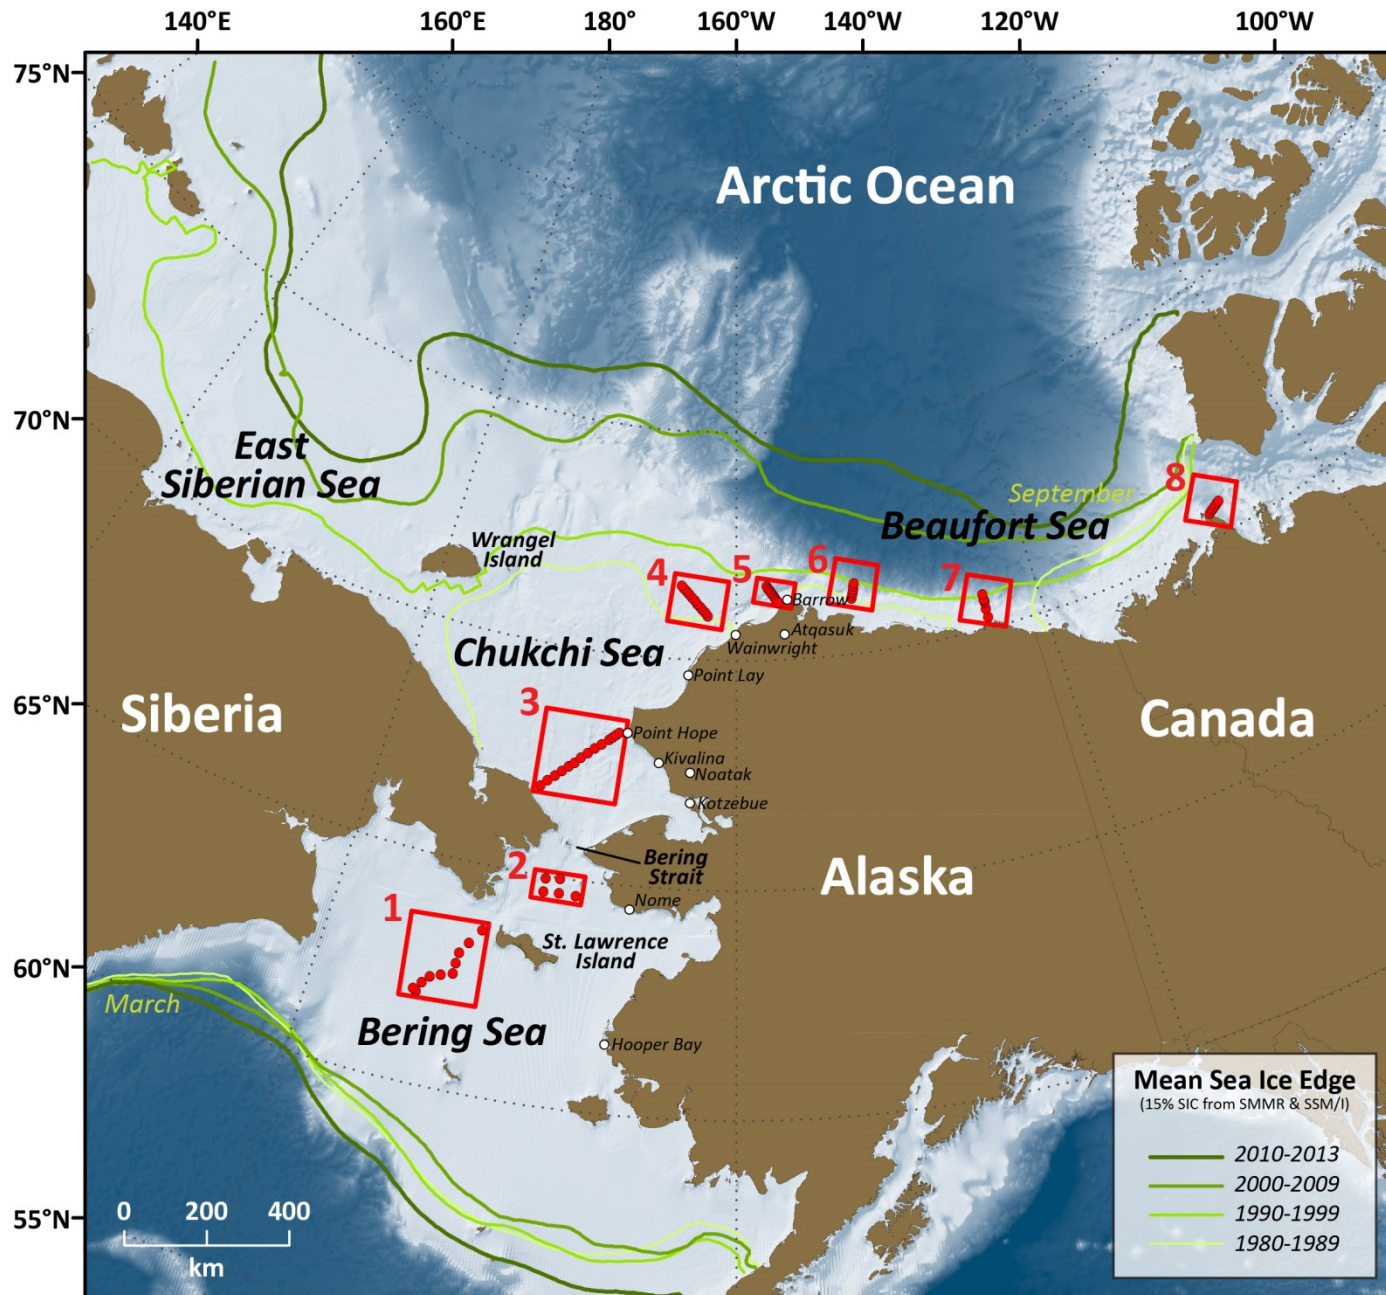 140°E 160°E 180° 160°W 140°W 120°W 100°W
75°N
Arctic Ocean
70°N
East
Siberian Sea
September
8
Beaufort Sea
Wrangel
Island
4
5
6
7
Barrow
Atqasuk
Wainwright
Chukchi Sea
Point Lay
65°N
Siberia
Canada
3
Point Hope
Kivalina
Noatak
Kotzebue
Bering
Strait
2
Alaska
Nome
1
St. Lawrence
Island
60°N
March
Bering Sea
Hooper Bay
55°N
0 200 400
km
Mean Sea Ice Edge
(15% SIC from SMMR & SSM/I)
2010-2013
2000-2009
1990-1999
1980-1989